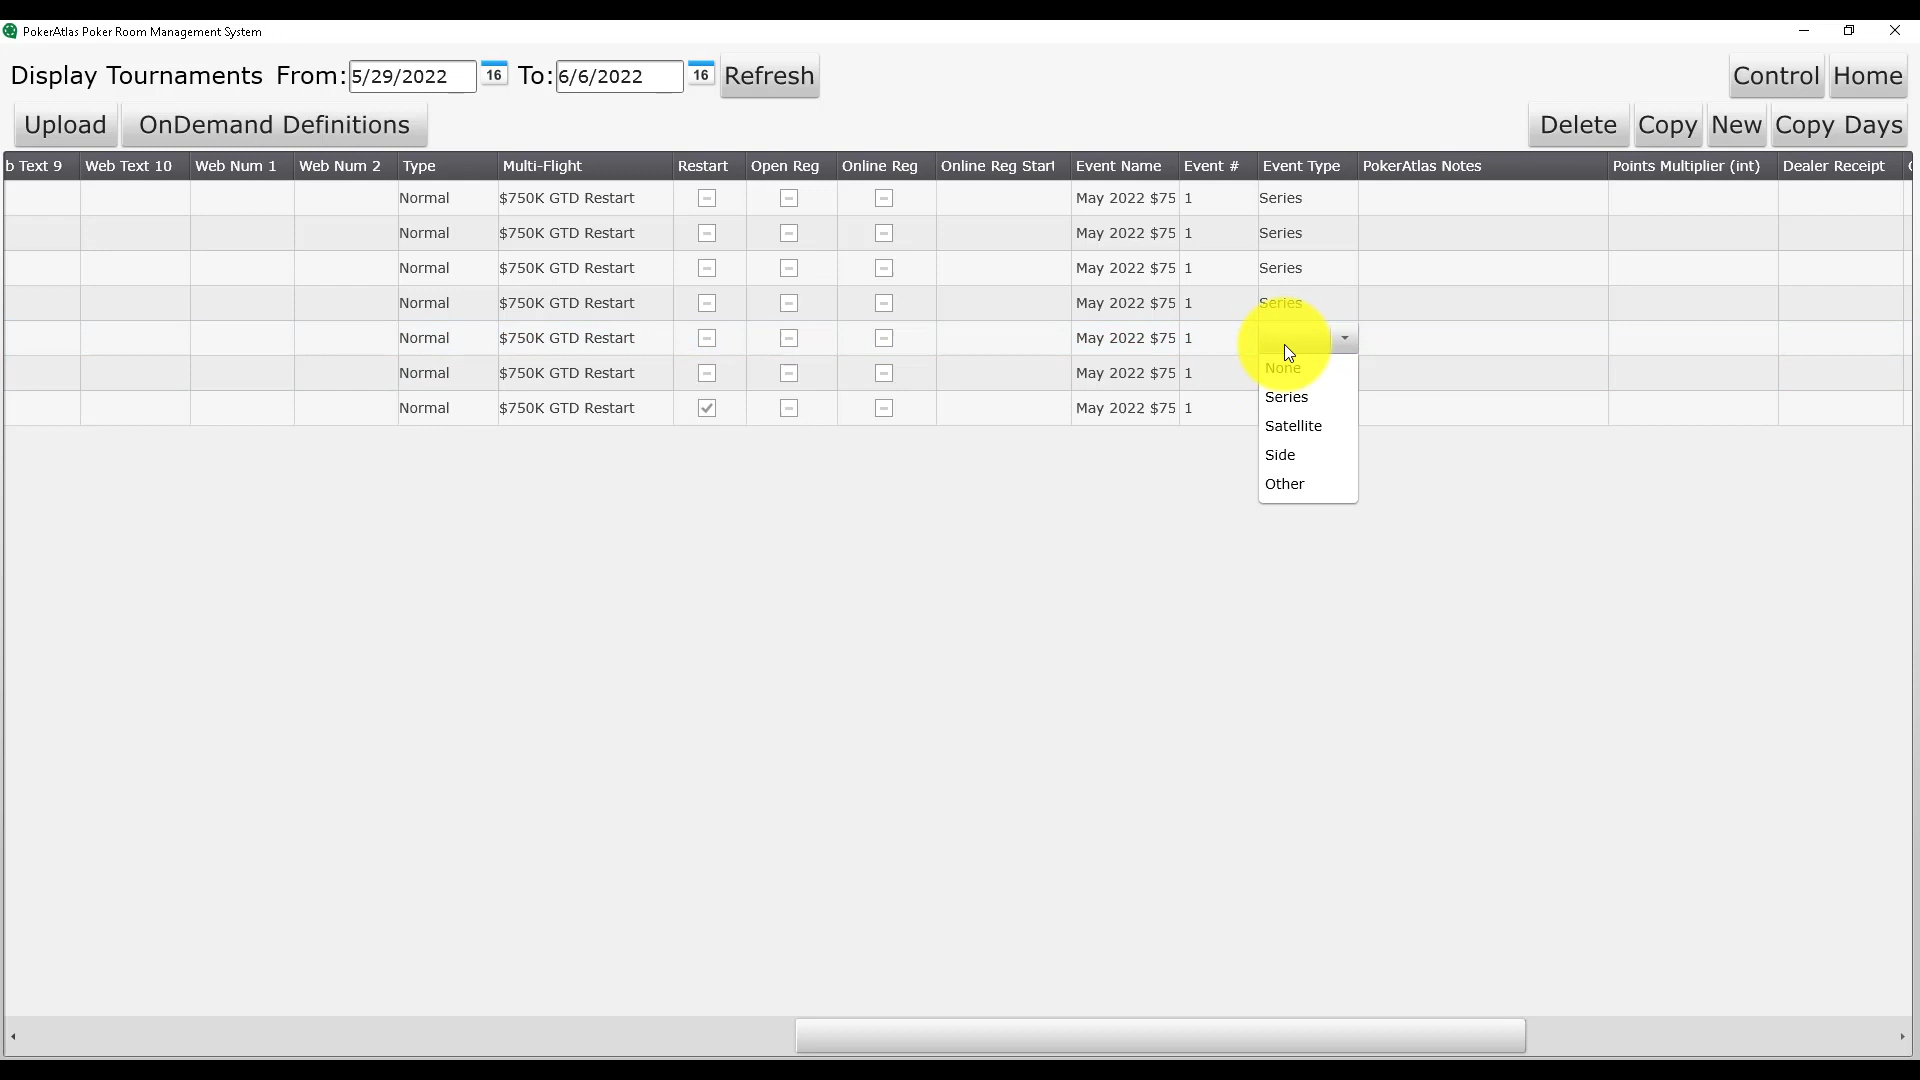 PokerAtlas Poker Room Management System
Display Tournaments From: 5/29/2022 16 To: 6/6/2022 16 Refresh Control Home
Upload OnDemand Definitions Delete Copy New Copy Days
b Text 9 Web Text 10 Web Num 1 Web Num 2 Type Multi-Flight Restart Open Reg Online Reg Online Reg Start Event Name Event # Event Type PokerAtlas Notes Points Multiplier (int) Dealer Receipt
Normal $750K GTD Restart May 2022 $75 1 Series
Normal $750K GTD Restart May 2022 $75 1 Series
Normal $750K GTD Restart May 2022 $75 1 Series
Normal $750K GTD Restart May 2022 $75 1 Series
Normal $750K GTD Restart May 2022 $75 1
Normal $750K GTD Restart May 2022 $75 1
Normal $750K GTD Restart May 2022 $75 1
None
Series
Satellite
Side
Other